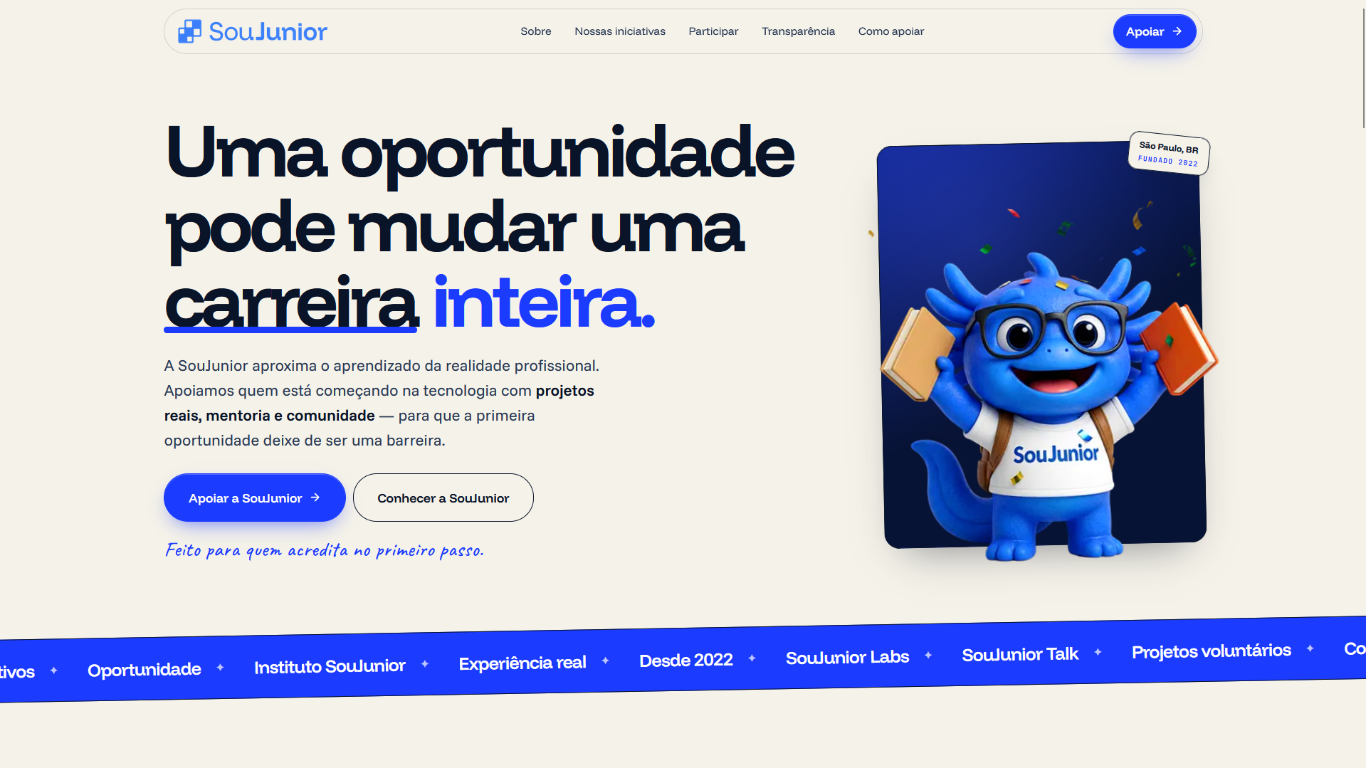 SouJunior
Sobre
Nossas iniciativas
Participar
Transparência
Como apoiar
Apoiar
Uma oportunidade
pode mudar uma
carreira inteira.
A SouJunior aproxima o aprendizado da realidade profissional.
Apoiamos quem está começando na tecnologia com projetos
reais, mentoria e comunidade — para que a primeira
oportunidade deixe de ser uma barreira.
Apoiar a SouJunior
Conhecer a SouJunior
Feito para quem acredita no primeiro passo.
São Paulo, BR
FUNDADO 2022
SouJunior
tivos ✦ Oportunidade ✦ Instituto SouJunior ✦ Experiência real ✦ Desde 2022 ✦ SouJunior Labs ✦ SouJunior Talk ✦ Projetos voluntários ✦ Co